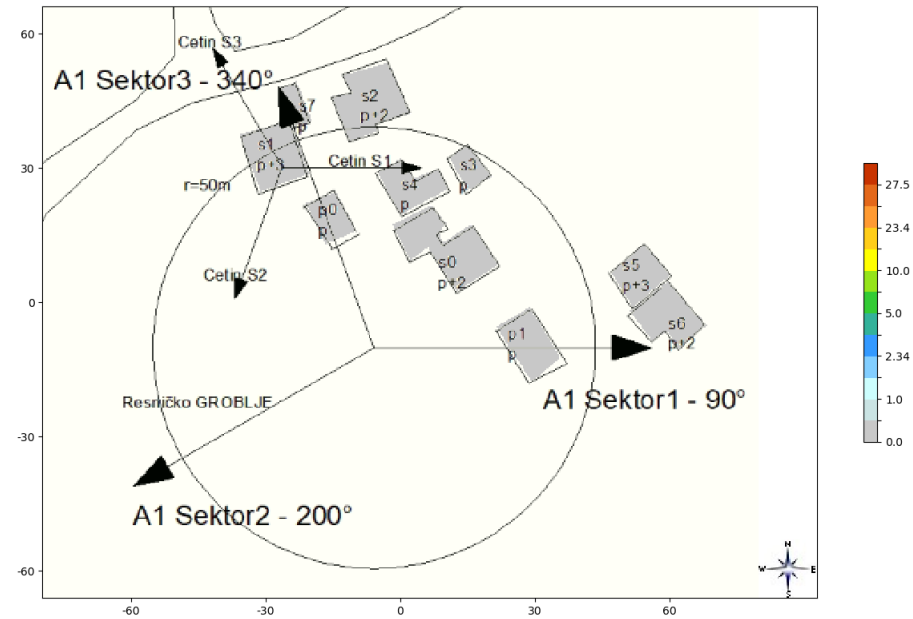 60
30
0
-30
-60
-60
-30
0
30
60
Cetin S3
A1 Sektor3 - 340°
s7
p
s2
p+2
s1
p+3
Cetin S1
s3
p
r=50m
s4
p
p0
p
s0
p+2
Cetin S2
s5
p+3
s6
p+2
p1
p
A1 Sektor1 - 90°
Resničko GROBLJE
A1 Sektor2 - 200°
N
W
E
S
27.5
23.4
10.0
5.0
2.34
1.0
0.0